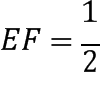 EF = 1/2